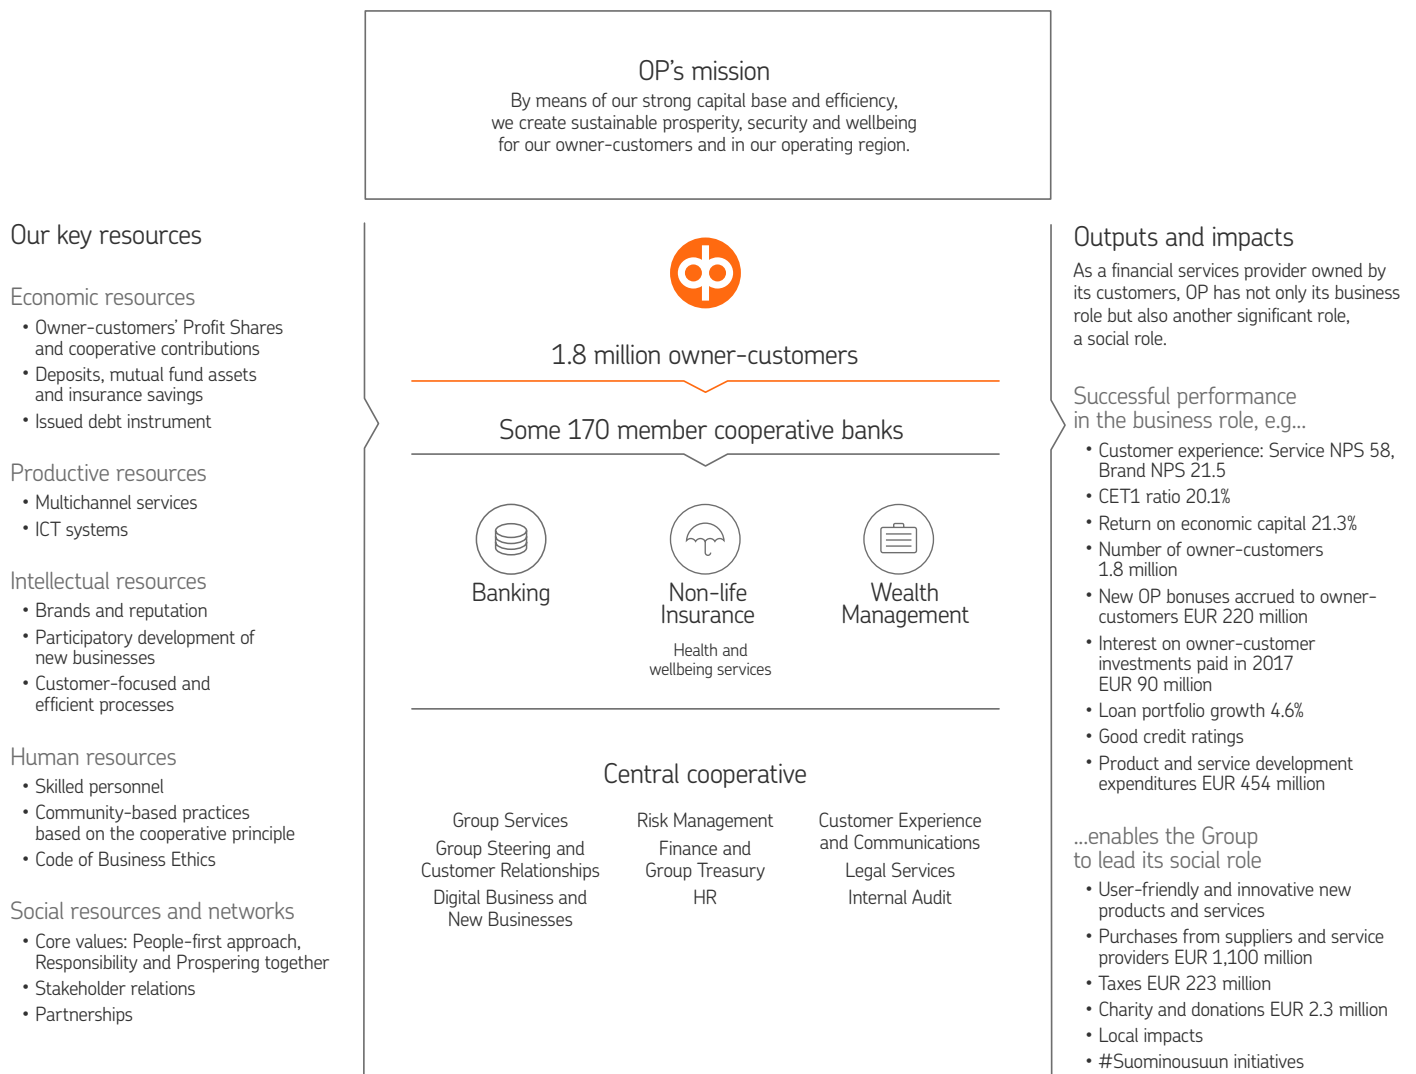 OP's mission
By means of our strong capital base and efficiency,
we create sustainable prosperity, security and wellbeing
for our owner-customers and in our operating region.
Our key resources
Economic resources
• Owner-customers' Profit Shares
and cooperative contributions
• Deposits, mutual fund assets
and insurance savings
• Issued debt instrument
Productive resources
• Multichannel services
• ICT systems
Intellectual resources
• Brands and reputation
• Participatory development of
new businesses
• Customer-focused and
efficient processes
Human resources
• Skilled personnel
• Community-based practices
based on the cooperative principle
• Code of Business Ethics
Social resources and networks
• Core values: People-first approach,
Responsibility and Prospering together
• Stakeholder relations
• Partnerships
op
1.8 million owner-customers
Some 170 member cooperative banks
Banking
Non-life
Insurance
Health and
wellbeing services
Wealth
Management
Central cooperative
Group Services
Group Steering and
Customer Relationships
Digital Business and
New Businesses
Risk Management
Finance and
Group Treasury
HR
Customer Experience
and Communications
Legal Services
Internal Audit
Outputs and impacts
As a financial services provider owned by
its customers, OP has not only its business
role but also another significant role,
a social role.
Successful performance
in the business role, e.g...
• Customer experience: Service NPS 58,
Brand NPS 21.5
• CET1 ratio 20.1%
• Return on economic capital 21.3%
• Number of owner-customers
1.8 million
• New OP bonuses accrued to owner-
customers EUR 220 million
• Interest on owner-customer
investments paid in 2017
EUR 90 million
• Loan portfolio growth 4.6%
• Good credit ratings
• Product and service development
expenditures EUR 454 million
...enables the Group
to lead its social role
• User-friendly and innovative new
products and services
• Purchases from suppliers and service
providers EUR 1,100 million
• Taxes EUR 223 million
• Charity and donations EUR 2.3 million
• Local impacts
• #Suominousuun initiatives